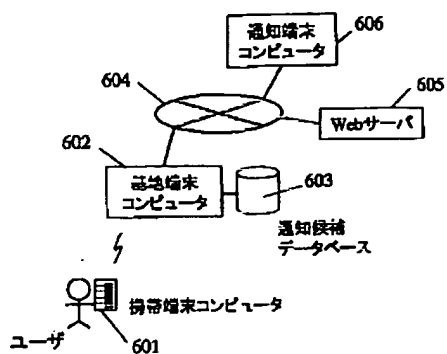 通知端末
コンピュータ
606
604
605
Webサーバ
602
基地端末
コンピュータ
603
通知候補
データベース
携帯端末コンピュータ
ユーザ
601